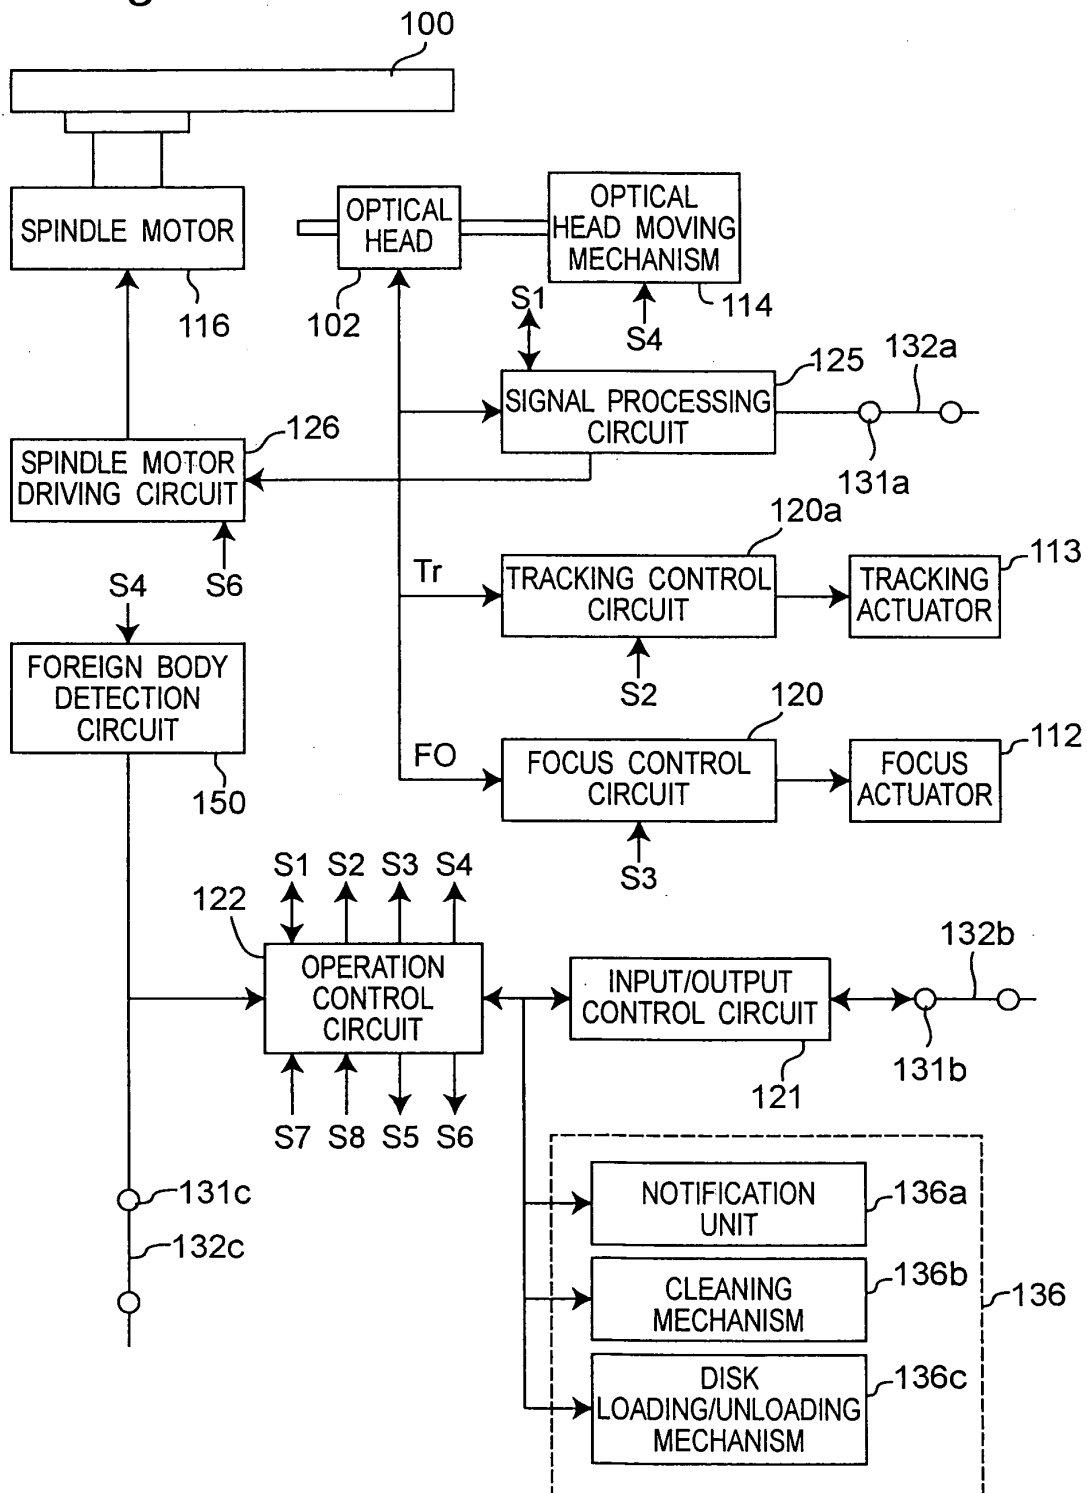 100
SPINDLE MOTOR
OPTICAL
HEAD
OPTICAL
HEAD MOVING
MECHANISM
116
102
S1
S4
114
125
132a
SIGNAL PROCESSING
CIRCUIT
131a
126
SPINDLE MOTOR
DRIVING CIRCUIT
S6
S4
120a
Tr
TRACKING CONTROL
CIRCUIT
113
TRACKING
ACTUATOR
S2
FOREIGN BODY
DETECTION
CIRCUIT
150
120
FO
FOCUS CONTROL
CIRCUIT
112
FOCUS
ACTUATOR
S3
S1 S2 S3 S4
122
OPERATION
CONTROL
CIRCUIT
S7 S8 S5 S6
INPUT/OUTPUT
CONTROL CIRCUIT
121
132b
131b
131c
132c
NOTIFICATION
UNIT
136a
CLEANING
MECHANISM
136b
136
DISK
LOADING/UNLOADING
MECHANISM
136c